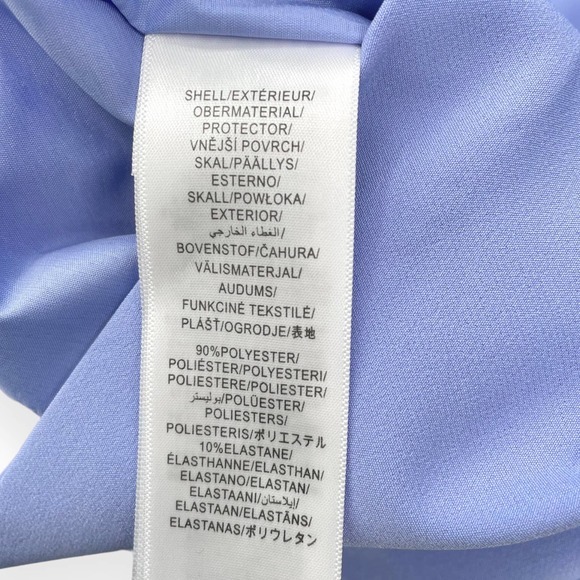 SHELL/EXTÉRIEUR/
OBERMATERIAL/
PROTECTOR/
VNĚJŠÍ POVRCH/
SKAL/PÄÄLLYS/
ESTERNO/
SKALL/POWŁOKA/
EXTERIOR/
الغطاء الخارجي/
BOVENSTOF/ČAHURA/
VÄLISMATERJAL/
AUDUMS/
FUNKCINĖ TEKSTILĖ/
PLÁŠŤ/OGRODJE/表地
90%POLYESTER/
POLIÉSTER/POLYESTERI/
POLIESTERE/POLIESTER/
بوليستر/POLÜESTER/
POLIESTERS/
POLIESTERIS/ポリエステル
10%ELASTANE/
ÉLASTHANNE/ELASTHAN/
ELASTANO/ELASTAN/
ELASTAANI/إيلاستان/
ELASTAAN/ELASTĀNS/
ELASTANAS/ポリウレタン